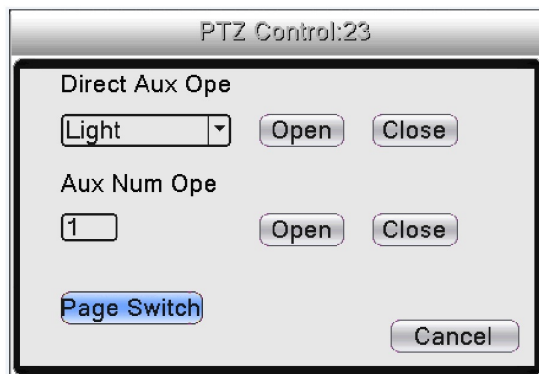 PTZ Control:23
Direct Aux Ope
Light Open Close
Aux Num Ope
1 Open Close
Page Switch
Cancel